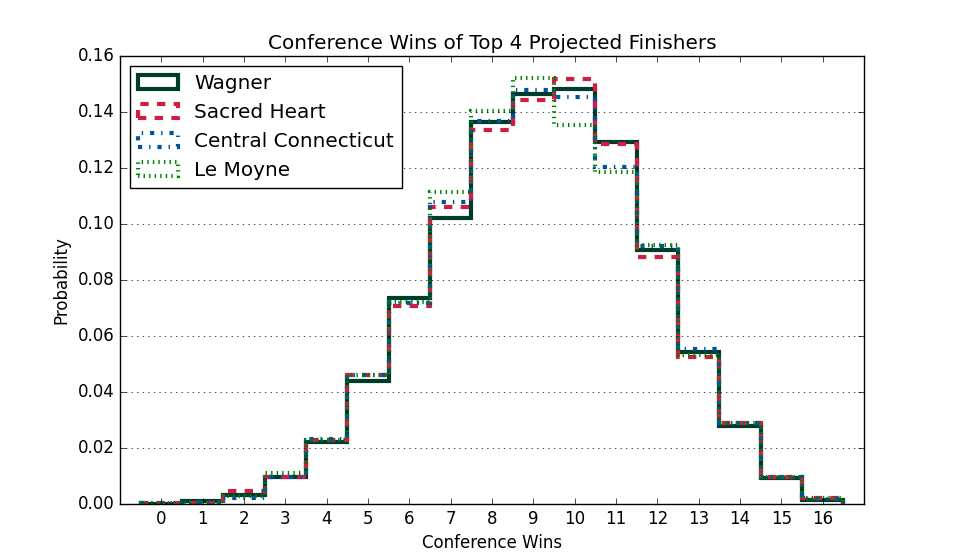 Conference Wins of Top 4 Projected Finishers
Wagner
Sacred Heart
Central Connecticut
Le Moyne
0.16
0.14
0.12
0.10
0.08
0.06
0.04
0.02
0.00
Probability
0 1 2 3 4 5 6 7 8 9 10 11 12 13 14 15 16
Conference Wins